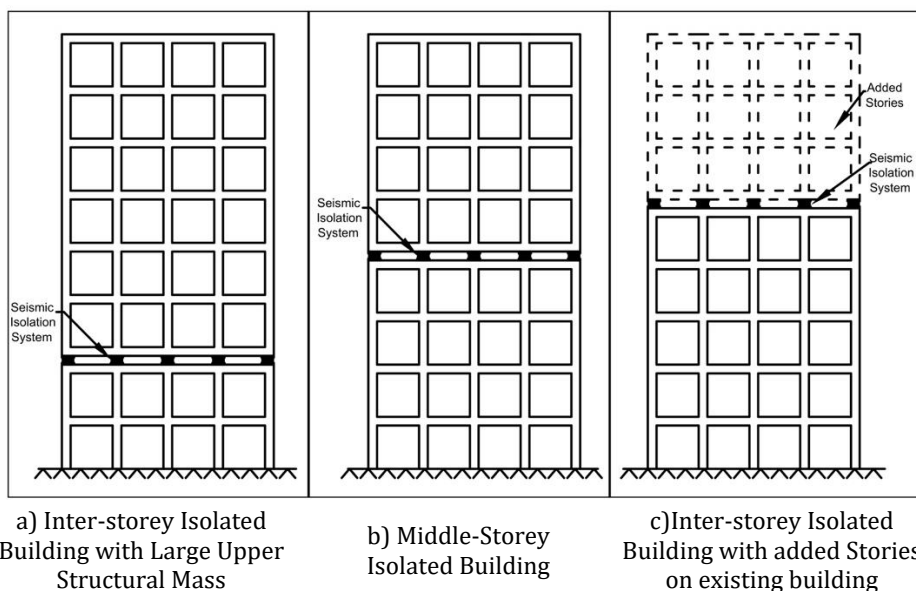 Seismic
Isolation
System
Seismic
Isolation
System
Added
Stories
Seismic
Isolation
System
a) Inter-storey Isolated
Building with Large Upper
Structural Mass
b) Middle-Storey
Isolated Building
c)Inter-storey Isolated
Building with added Stories
on existing building